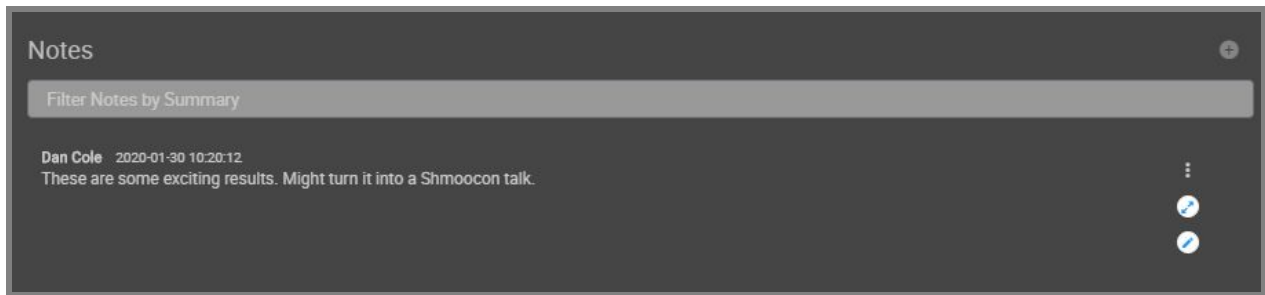 Notes
Filter Notes by Summary
Dan Cole 2020-01-30 10:20:12
These are some exciting results. Might turn it into a Shmoocon talk.